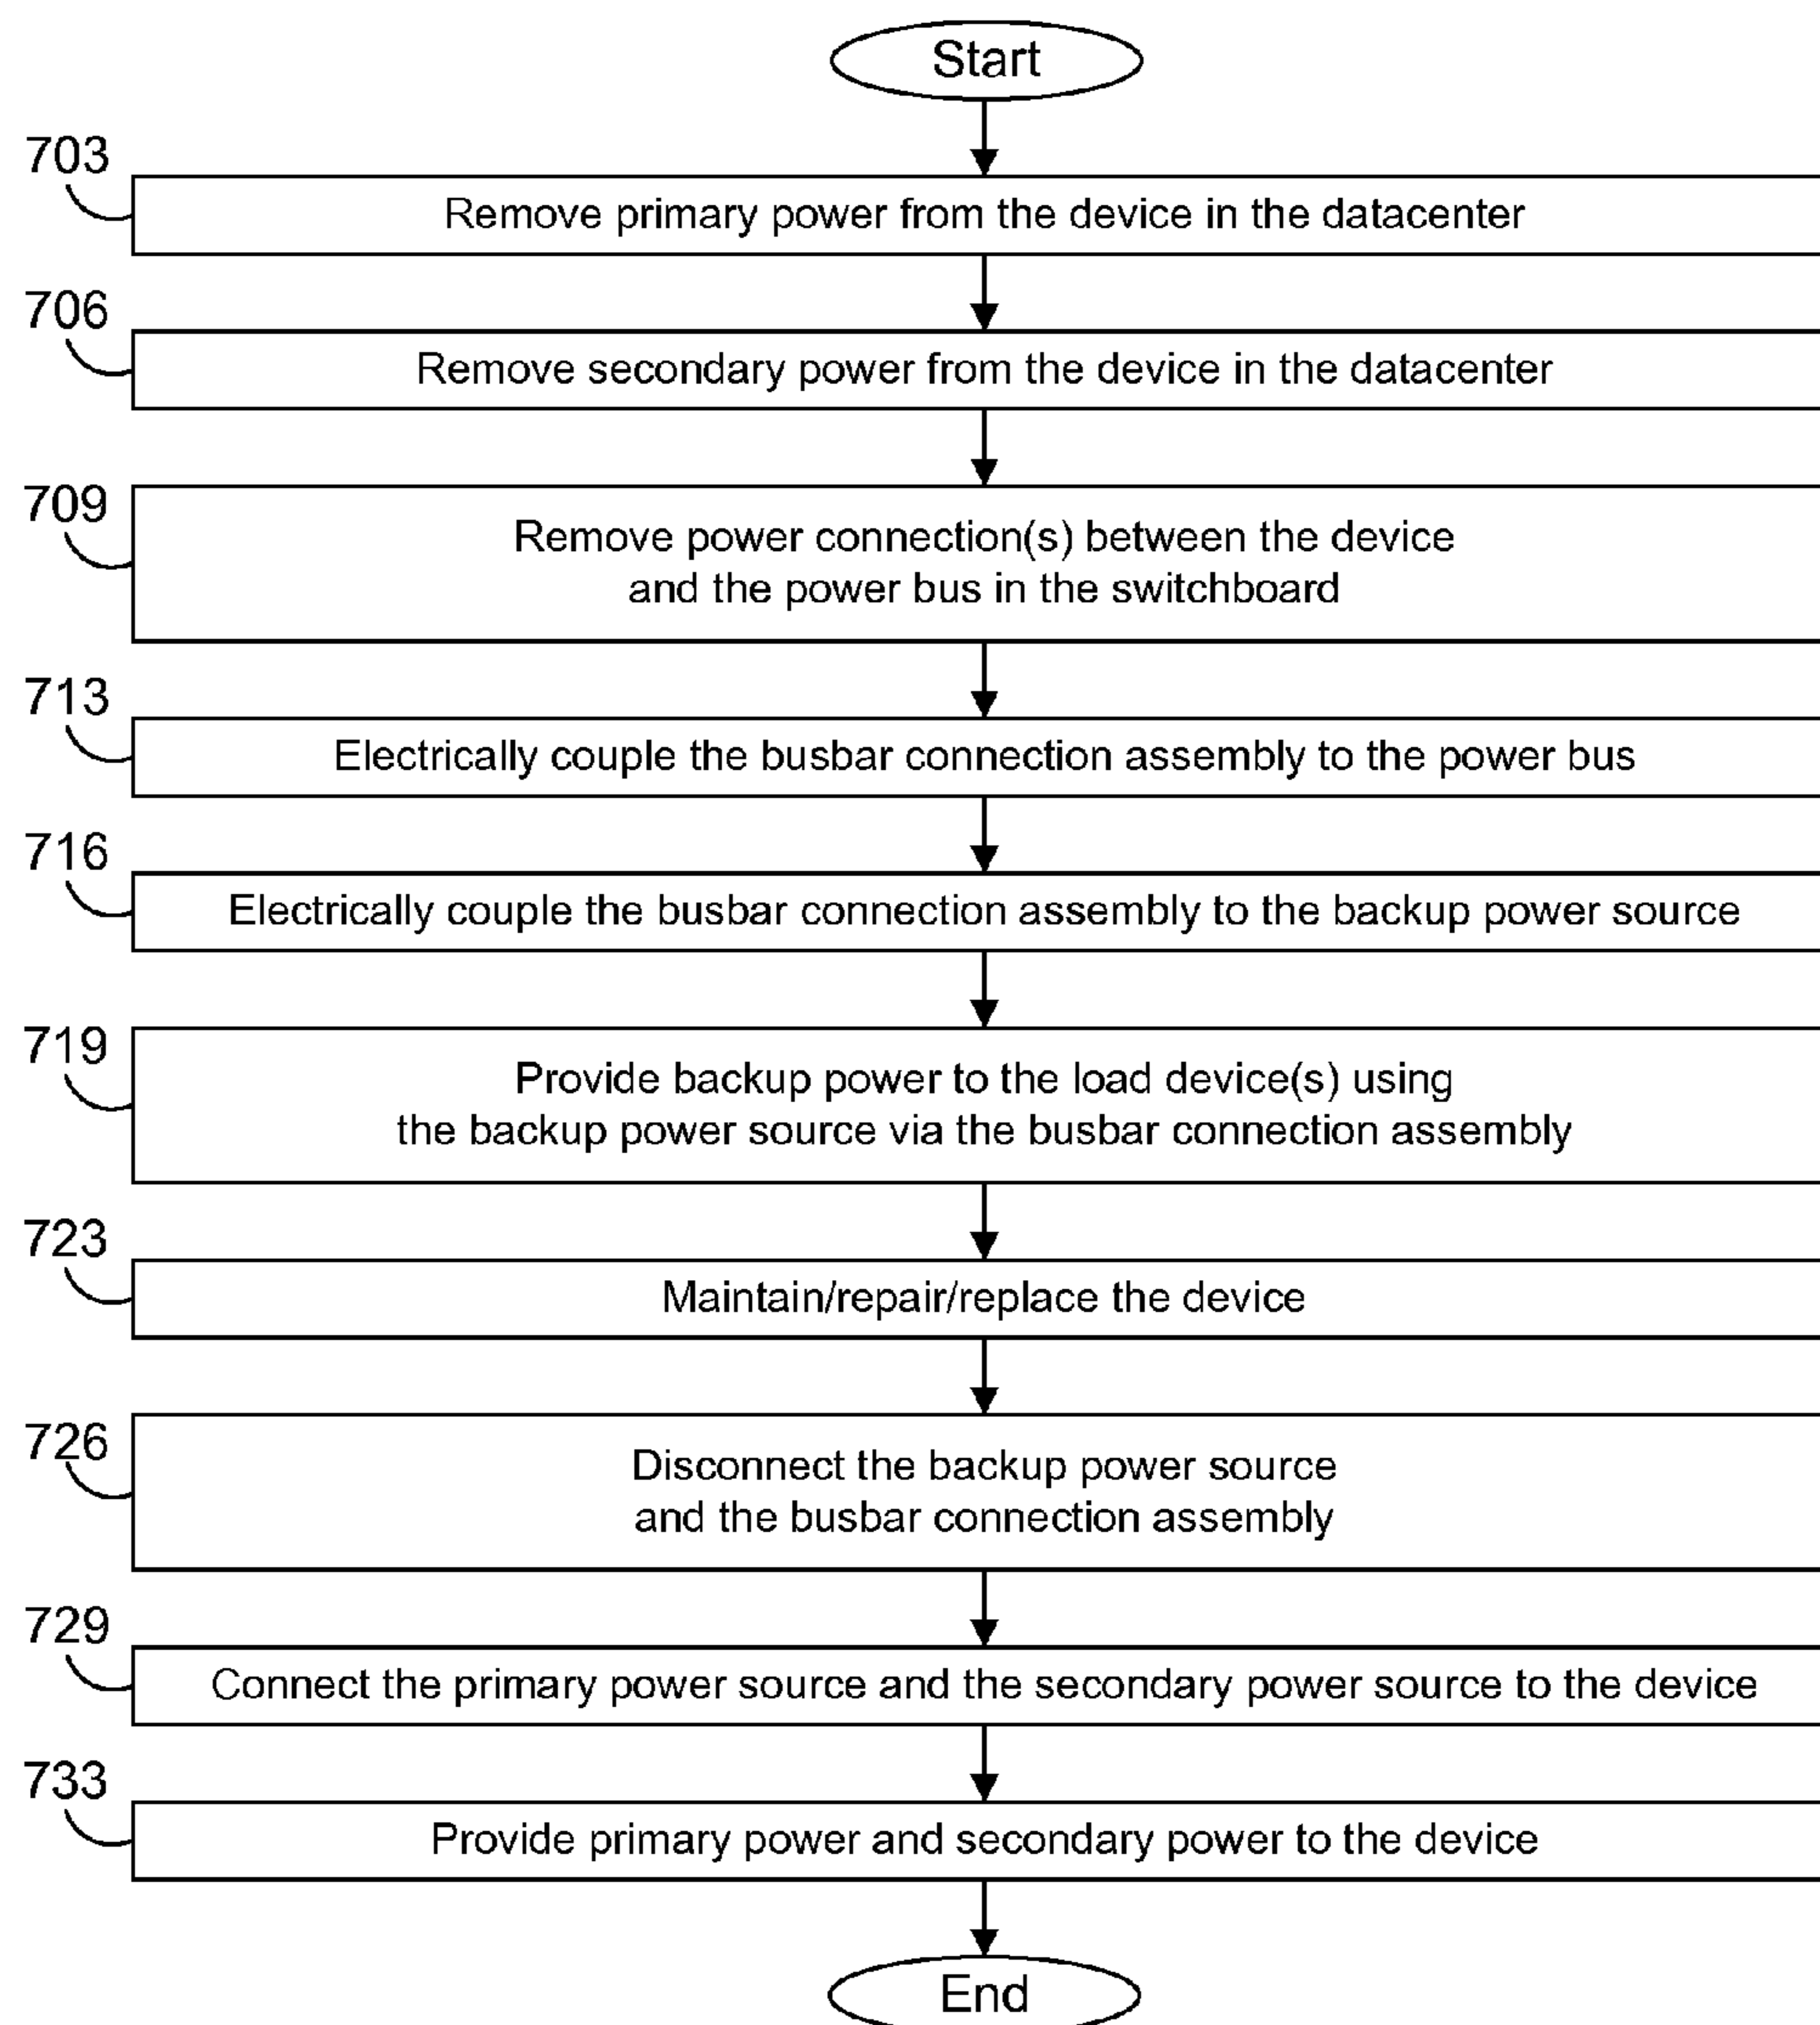 Start
703
Remove primary power from the device in the datacenter
706
Remove secondary power from the device in the datacenter
709
Remove power connection(s) between the device
and the power bus in the switchboard
713
Electrically couple the busbar connection assembly to the power bus
716
Electrically couple the busbar connection assembly to the backup power source
719
Provide backup power to the load device(s) using
the backup power source via the busbar connection assembly
723
Maintain/repair/replace the device
726
Disconnect the backup power source
and the busbar connection assembly
729
Connect the primary power source and the secondary power source to the device
733
Provide primary power and secondary power to the device
End